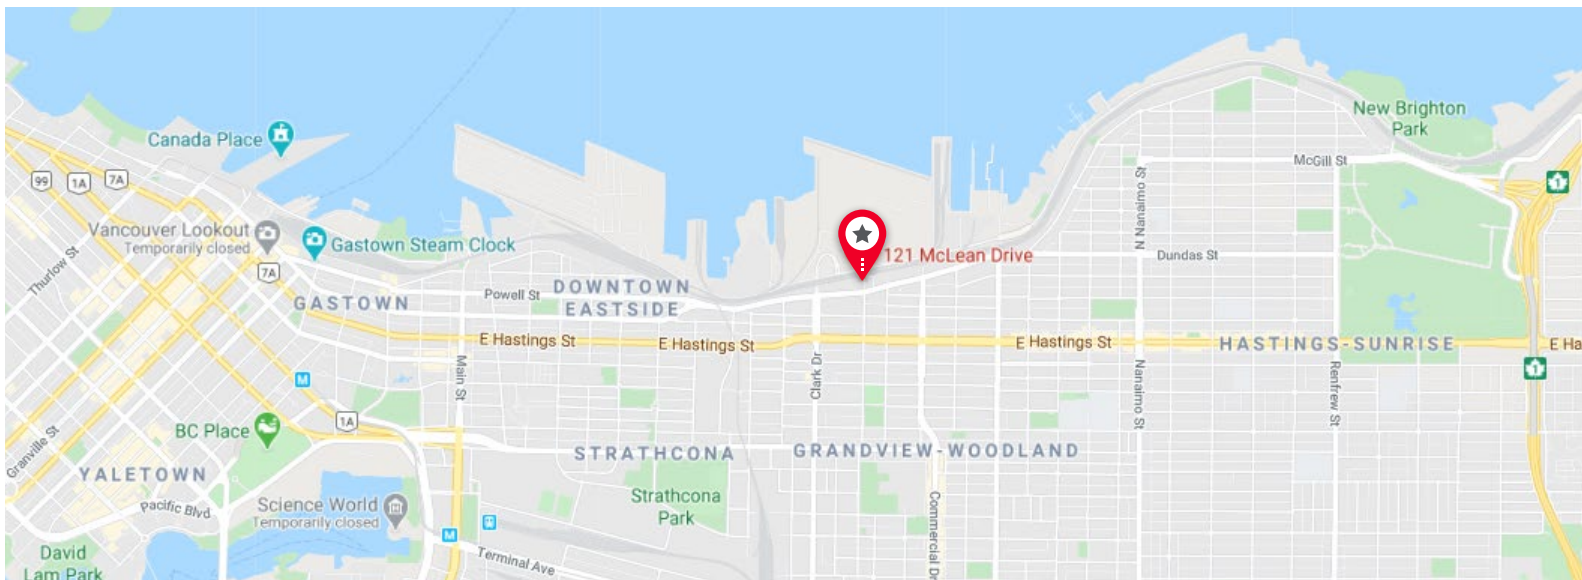 New Brighton
Park
Canada Place
McGill St
99
1A
7A
1
N Nanaimo St
Vancouver Lookout
Temporarily closed
Gastown Steam Clock
121 McLean Drive
Dundas St
Thurlow St
7A
Powell St
DOWNTOWN
EASTSIDE
GASTOWN
E Hastings St
E Hastings St
E Hastings St
HASTINGS-SUNRISE
E Ha
Main St
Clark Dr
Nanaimo St
Renfrew St
1
M
1A
BC Place
Granville St
STRATHCONA
GRANDVIEW-WOODLAND
YALETOWN
Strathcona
Park
Pacific Blvd
Science World
Temporarily closed
Commercial Dr
M
Terminal Ave
David
Lam Park